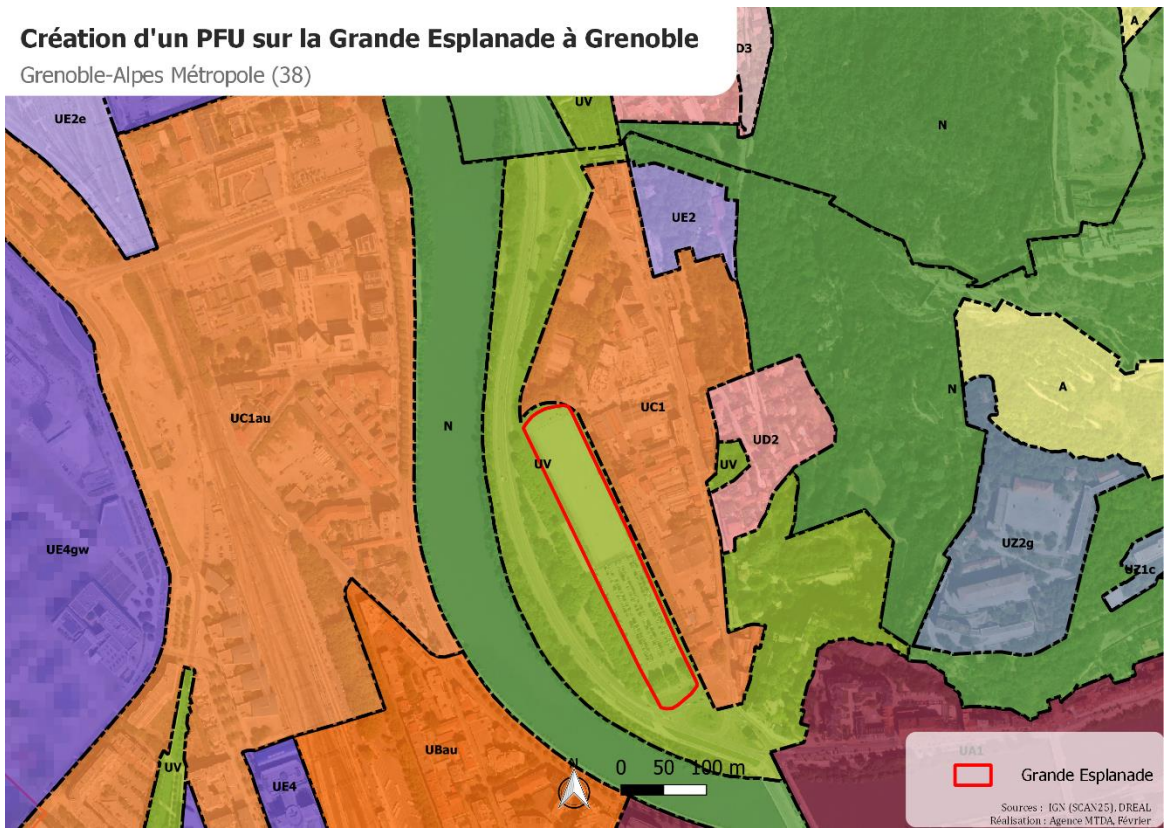 Création d'un PFU sur la Grande Esplanade à Grenoble
Grenoble-Alpes Métropole (38)
D3
A
UE2e
UV
N
UE2
UC1au
N
UC1
N
A
UD2
UV
UV
UE4gw
UZ2g
UZ1c
UBau
UA1
UV
UE4
N
0 50 100 m
Grande Esplanade
Sources : IGN (SCAN25), DREAL
Réalisation : Agence MTDA, Février